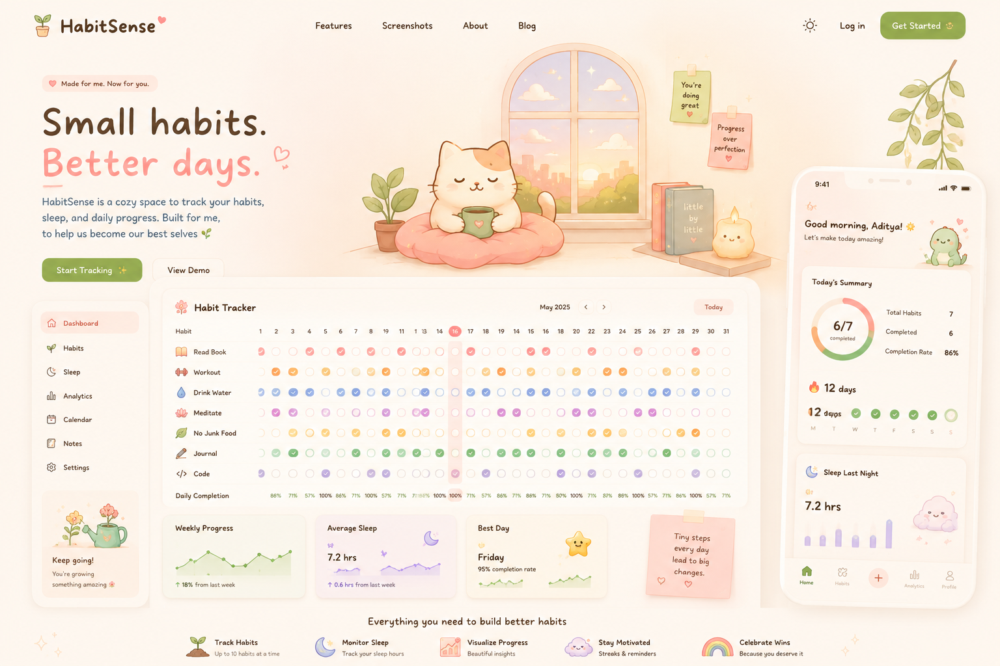 HabitSense
Features
Screenshots
About
Blog
Log in
Get Started
Made for me. Now for you.
Small habits.
Better days.
HabitSense is a cozy space to track your habits,
sleep, and daily progress. Built for me,
to help us become our best selves
Start Tracking
View Demo
You're
doing
great
Progress
over
perfection
little
by
little
Dashboard
Habits
Sleep
Analytics
Calendar
Notes
Settings
Keep going!
You're growing
something amazing
Habit Tracker
May 2025
Today
Habit 1 2 3 4 5 6 7 8 19 11 1 13 14 16 17 18 19 14 15 16 18 20 22 23 24 25 26 27 28 29 30 31
Read Book
Workout
Drink Water
Meditate
No Junk Food
Journal
</> Code
Daily Completion 86% 71% 57% 100% 86% 71% 100% 57% 71% 100% 100% 71% 57% 86% 71% 88% 71% 50% 100% 71% 87% 86% 100% 57% 71% 86% 100% 57% 71%
Weekly Progress
↑ 18% from last week
Average Sleep
7.2 hrs
↑ 0.6 hrs from last week
Best Day
Friday
95% completion rate
Tiny steps
every day
lead to big
changes.
9:41
Good morning, Aditya!
Let's make today amazing!
Today's Summary
6/7
completed
Total Habits 7
Completed 6
Completion Rate 86%
12 days
12 days
M T W T F S S S
Sleep Last Night
7.2 hrs
Home
Habits
Analytics
Profile
Everything you need to build better habits
Track Habits
Up to 10 habits at a time
Monitor Sleep
Track your sleep hours
Visualize Progress
Beautiful insights
Stay Motivated
Streaks & reminders
Celebrate Wins
Because you deserve it